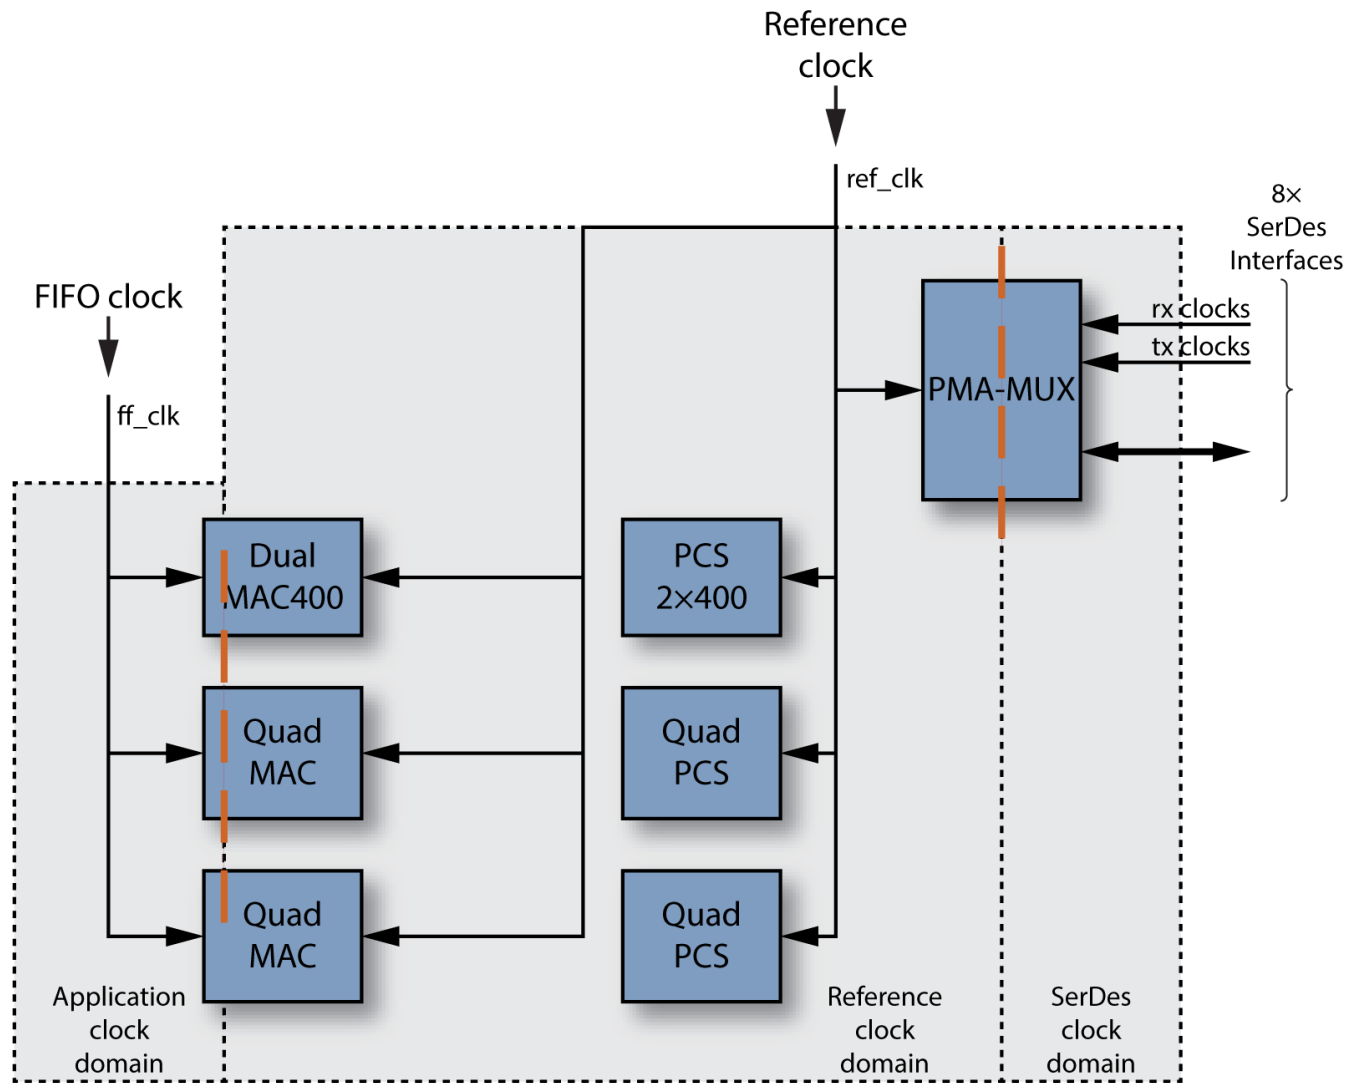 Reference
clock
ref_clk
8×
SerDes
Interfaces
FIFO clock
rx clocks
tx clocks
PMA-MUX
ff_clk
Dual
MAC400
PCS
2×400
Quad
MAC
Quad
PCS
Quad
MAC
Quad
PCS
Application
clock
domain
Reference
clock
domain
SerDes
clock
domain